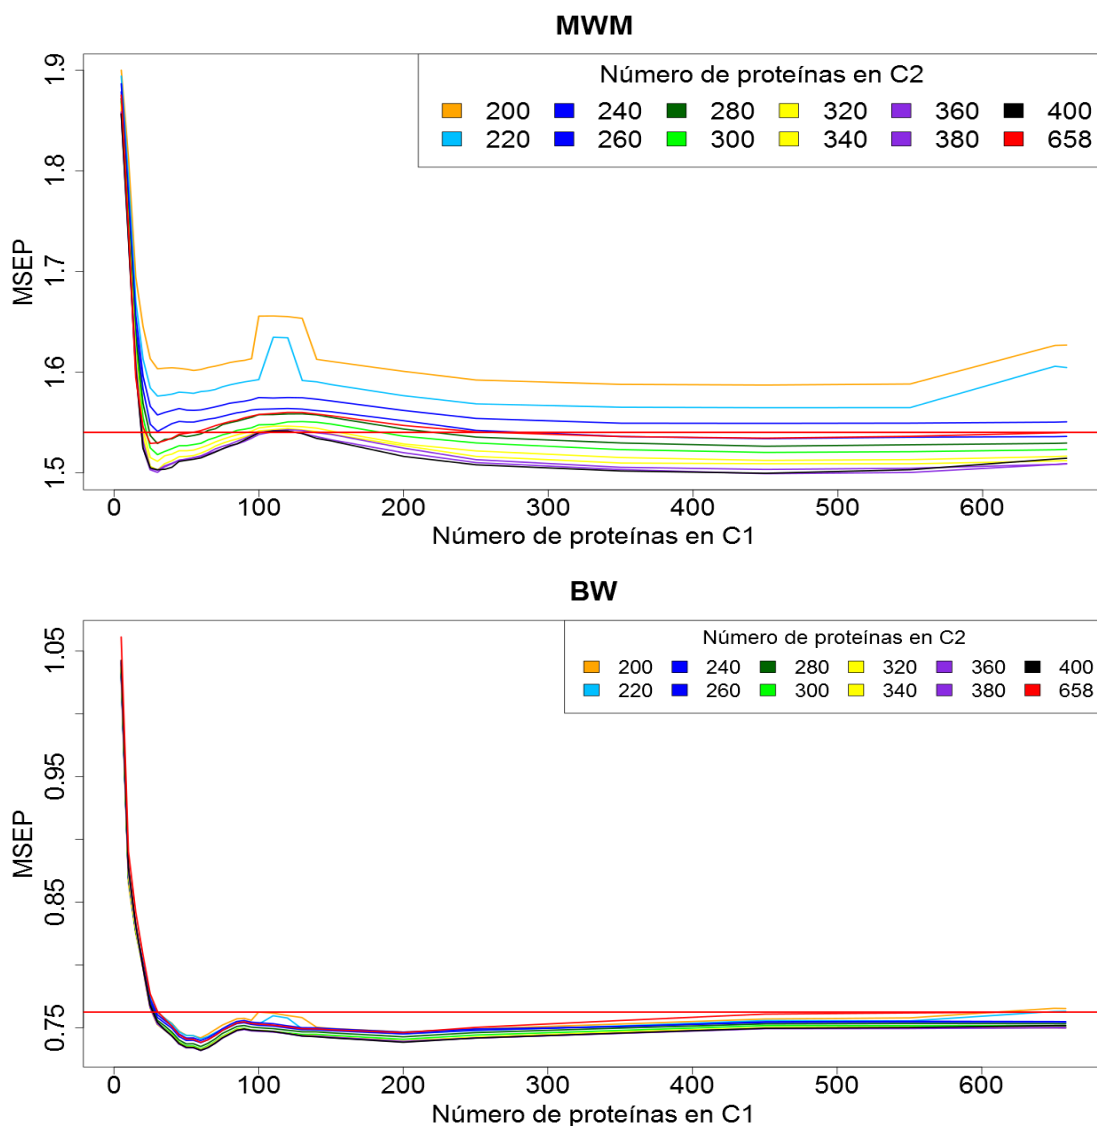 MWM
Número de proteínas en C2
200 240 280 320 360 400
220 260 300 340 380 658
MSEP
1.9
1.8
1.7
1.6
1.5
0 100 200 300 400 500 600
Número de proteínas en C1
BW
Número de proteínas en C2
200 240 280 320 360 400
220 260 300 340 380 658
MSEP
1.05
0.95
0.85
0.75
0 100 200 300 400 500 600
Número de proteínas en C1